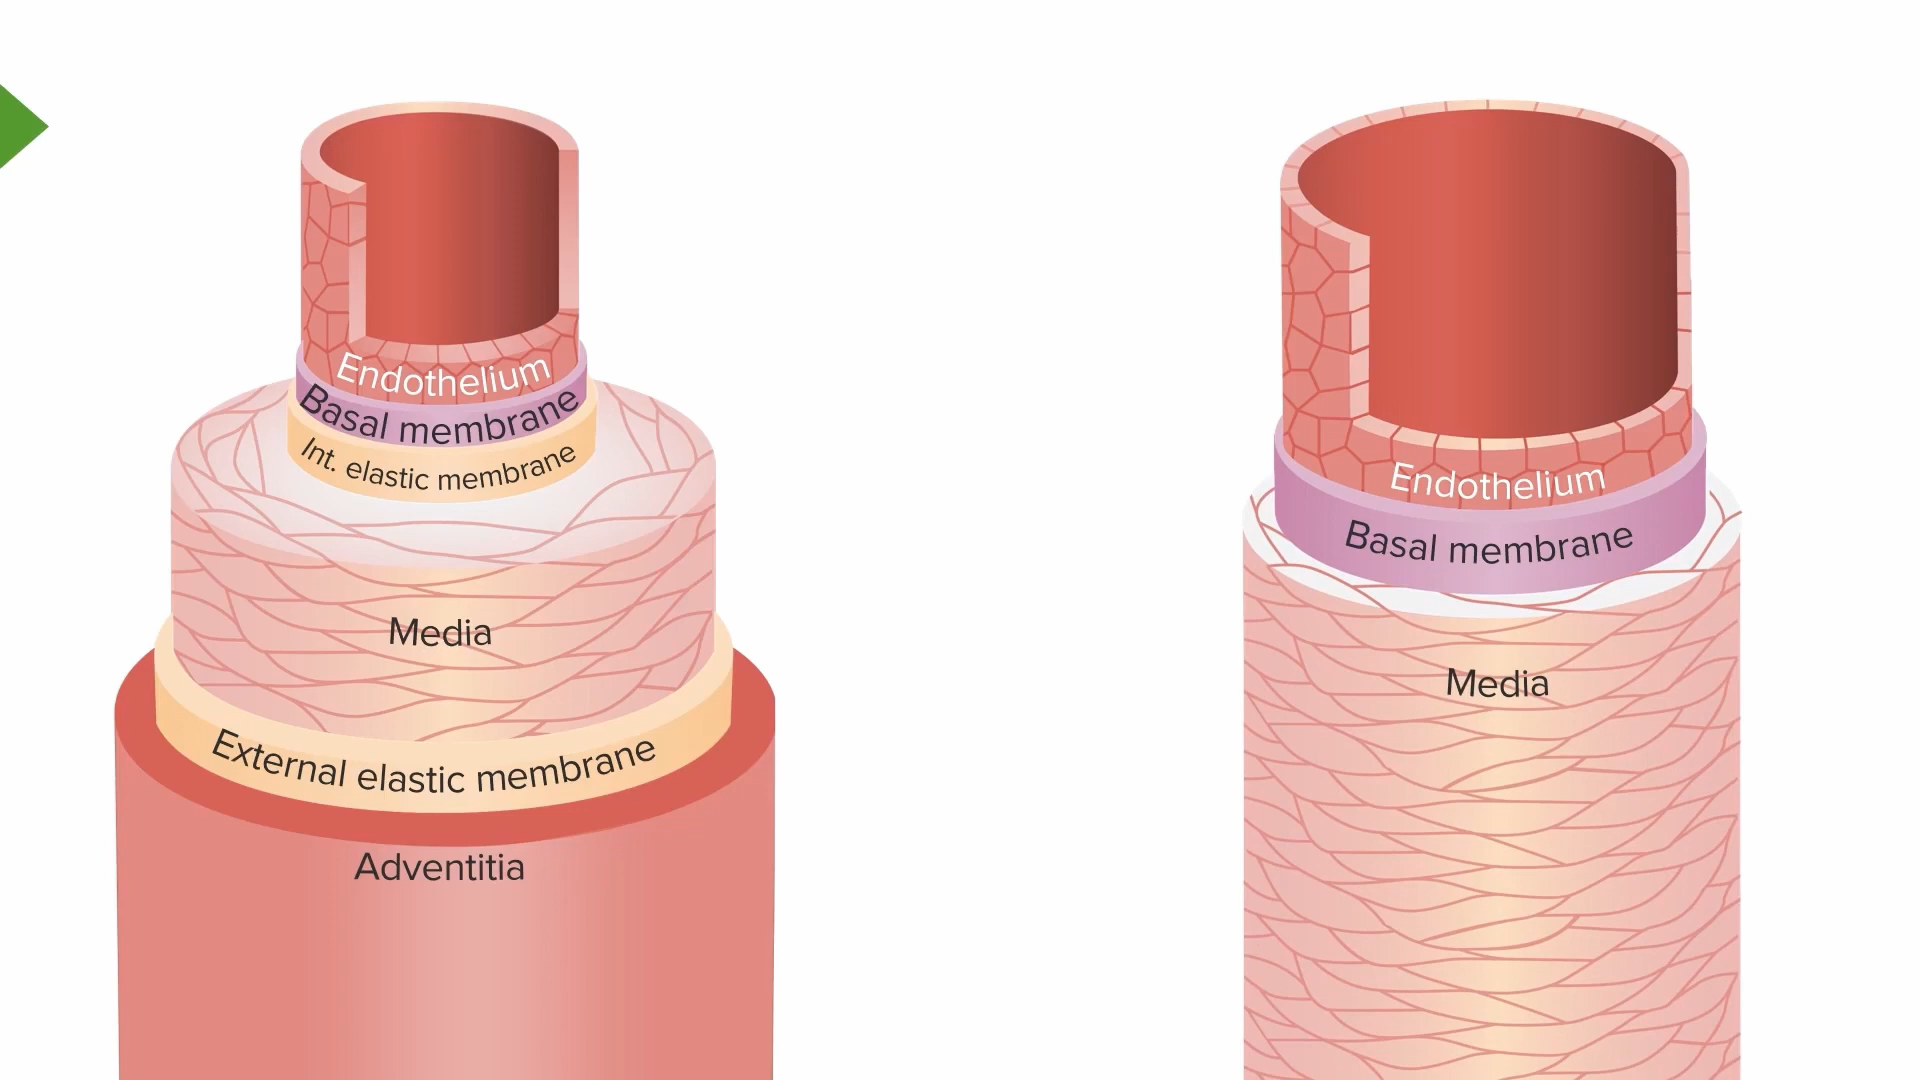 Endothelium
Basal membrane
Int. elastic membrane
Media
External elastic membrane
Adventitia
Endothelium
Basal membrane
Media